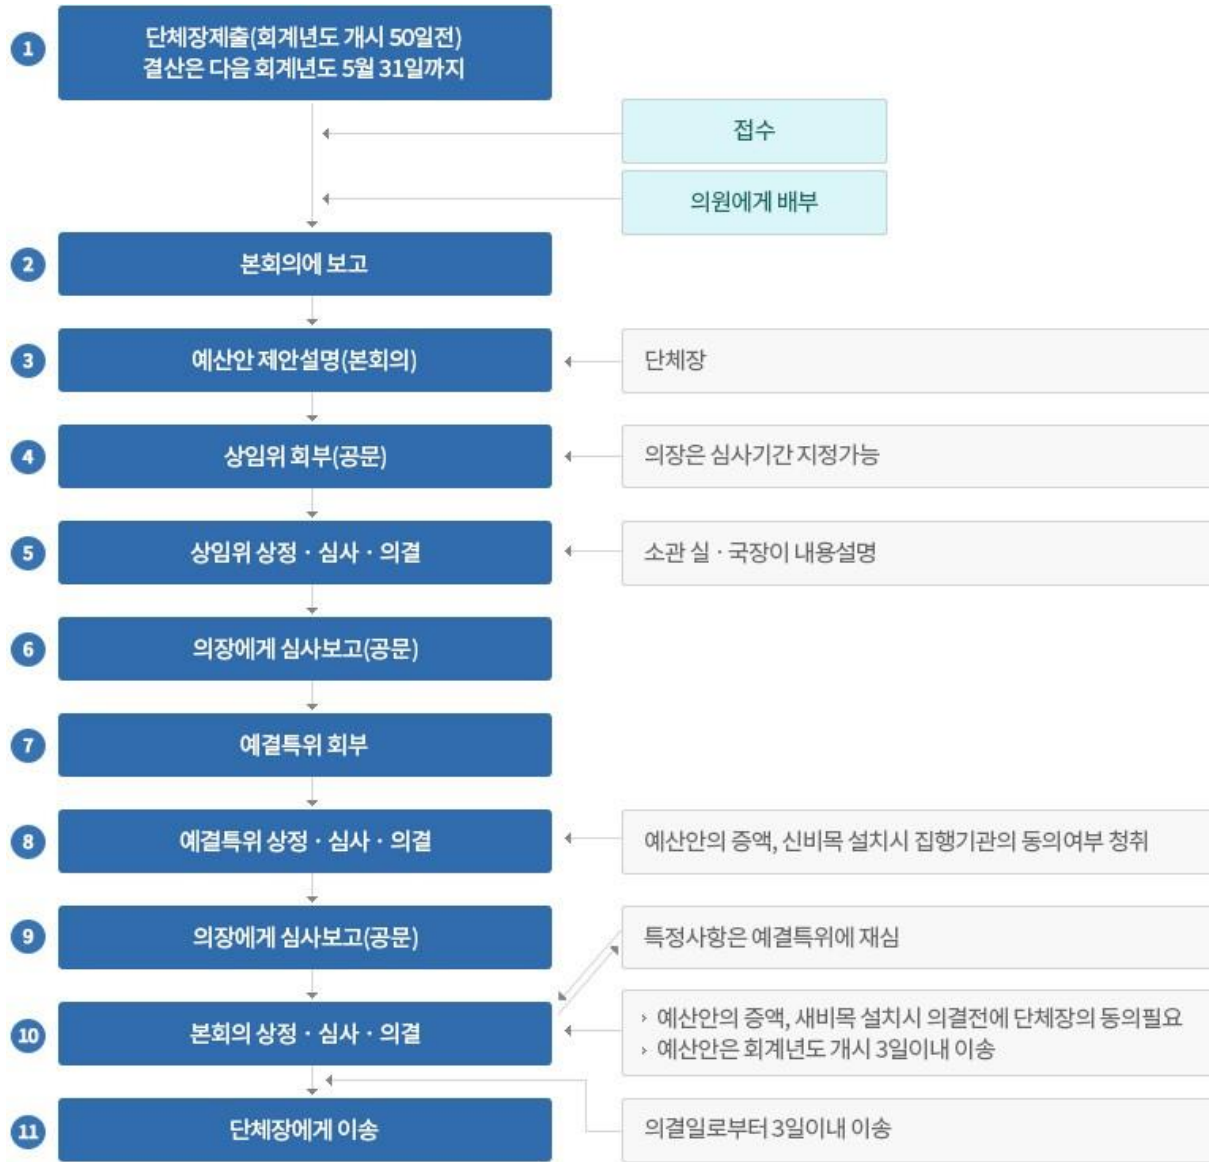 1
단체장제출(회계년도 개시 50일전)
결산은 다음 회계년도 5월 31일까지
접수
의원에게 배부
2
본회의에 보고
3
예산안 제안설명(본회의)
단체장
4
상임위 회부(공문)
의장은 심사기간 지정가능
5
상임위 상정 · 심사 · 의결
소관 실 · 국장이 내용설명
6
의장에게 심사보고(공문)
7
예결특위 회부
8
예결특위 상정 · 심사 · 의결
예산안의 증액, 신비목 설치시 집행기관의 동의여부 청취
9
의장에게 심사보고(공문)
특정사항은 예결특위에 재심
10
본회의 상정 · 심사 · 의결
› 예산안의 증액, 새비목 설치시 의결전에 단체장의 동의필요
› 예산안은 회계년도 개시 3일이내 이송
11
단체장에게 이송
의결일로부터 3일이내 이송